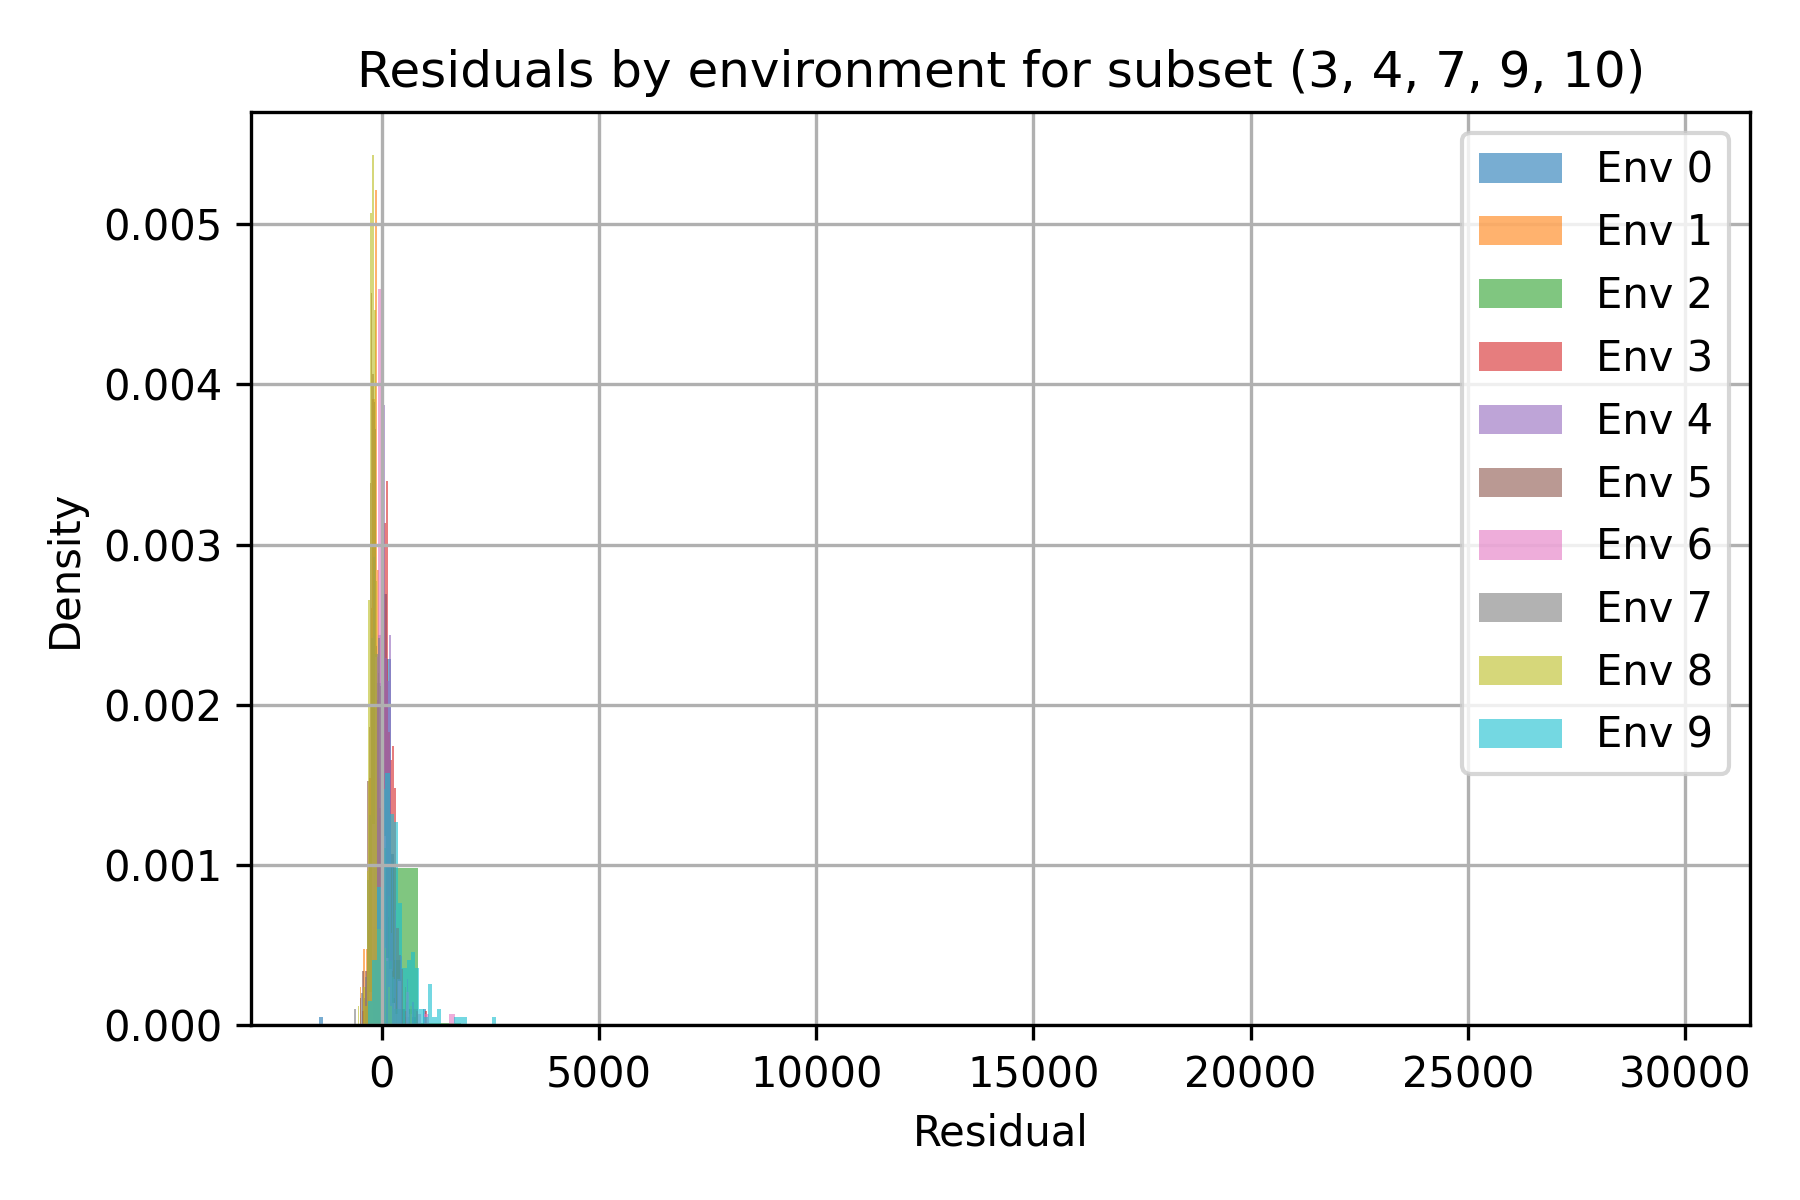 Residuals by environment for subset (3, 4, 7, 9, 10)
Density
0.005
0.004
0.003
0.002
0.001
0.000
0
5000
10000
15000
20000
25000
30000
Residual
Env 0
Env 1
Env 2
Env 3
Env 4
Env 5
Env 6
Env 7
Env 8
Env 9